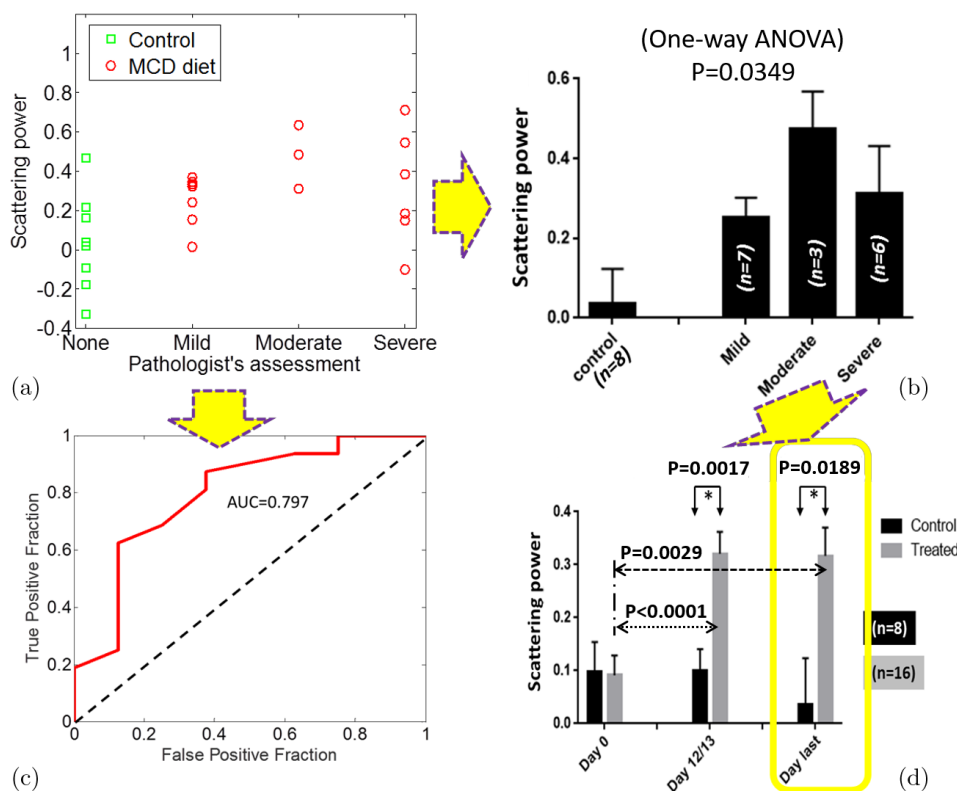 1
0.8
0.6
0.4
0.2
0
-0.2
-0.4
Scattering power
Control
MCD diet
None Mild Moderate Severe
Pathologist's assessment
(a)
(One-way ANOVA)
P=0.0349
0.6
0.4
0.2
0.0
Scattering power
(n=7)
(n=3)
(n=6)
control
(n=8)
Mild
Moderate
Severe
(b)
1
0.8
0.6
0.4
0.2
0
True Positive Fraction
AUC=0.797
0 0.2 0.4 0.6 0.8 1
False Positive Fraction
(c)
P=0.0017 P=0.0189
* *
0.4
0.3
0.2
0.1
0.0
Scattering power
P=0.0029
P<0.0001
Control
Treated
(n=8)
(n=16)
Day 0
Day 12/13
Day last
(d)